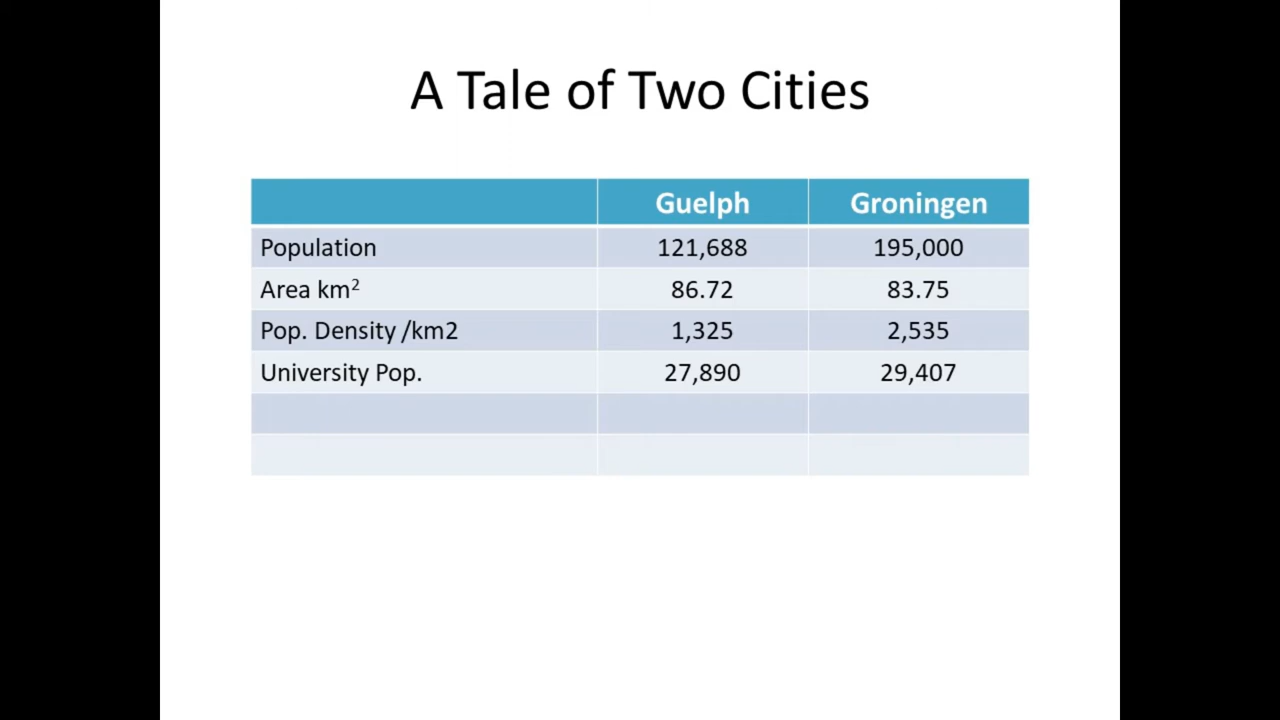 A Tale of Two Cities
Guelph Groningen
Population 121,688 195,000
Area km² 86.72 83.75
Pop. Density /km2 1,325 2,535
University Pop. 27,890 29,407